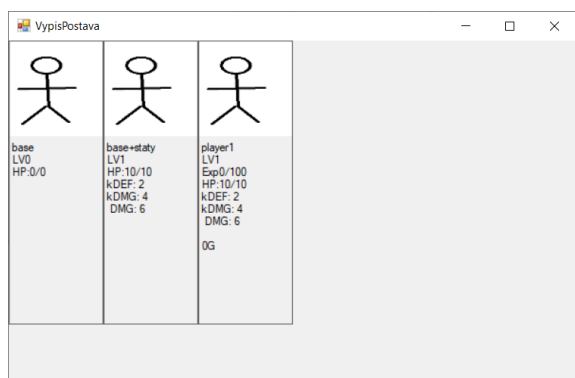 VypisPostava
base
LV0
HP:0/0
base+staty
LV1
HP:10/10
kDEF: 2
kDMG: 4
DMG: 6
player1
LV1
Exp0/100
HP:10/10
kDEF: 2
kDMG: 4
DMG: 6
0G